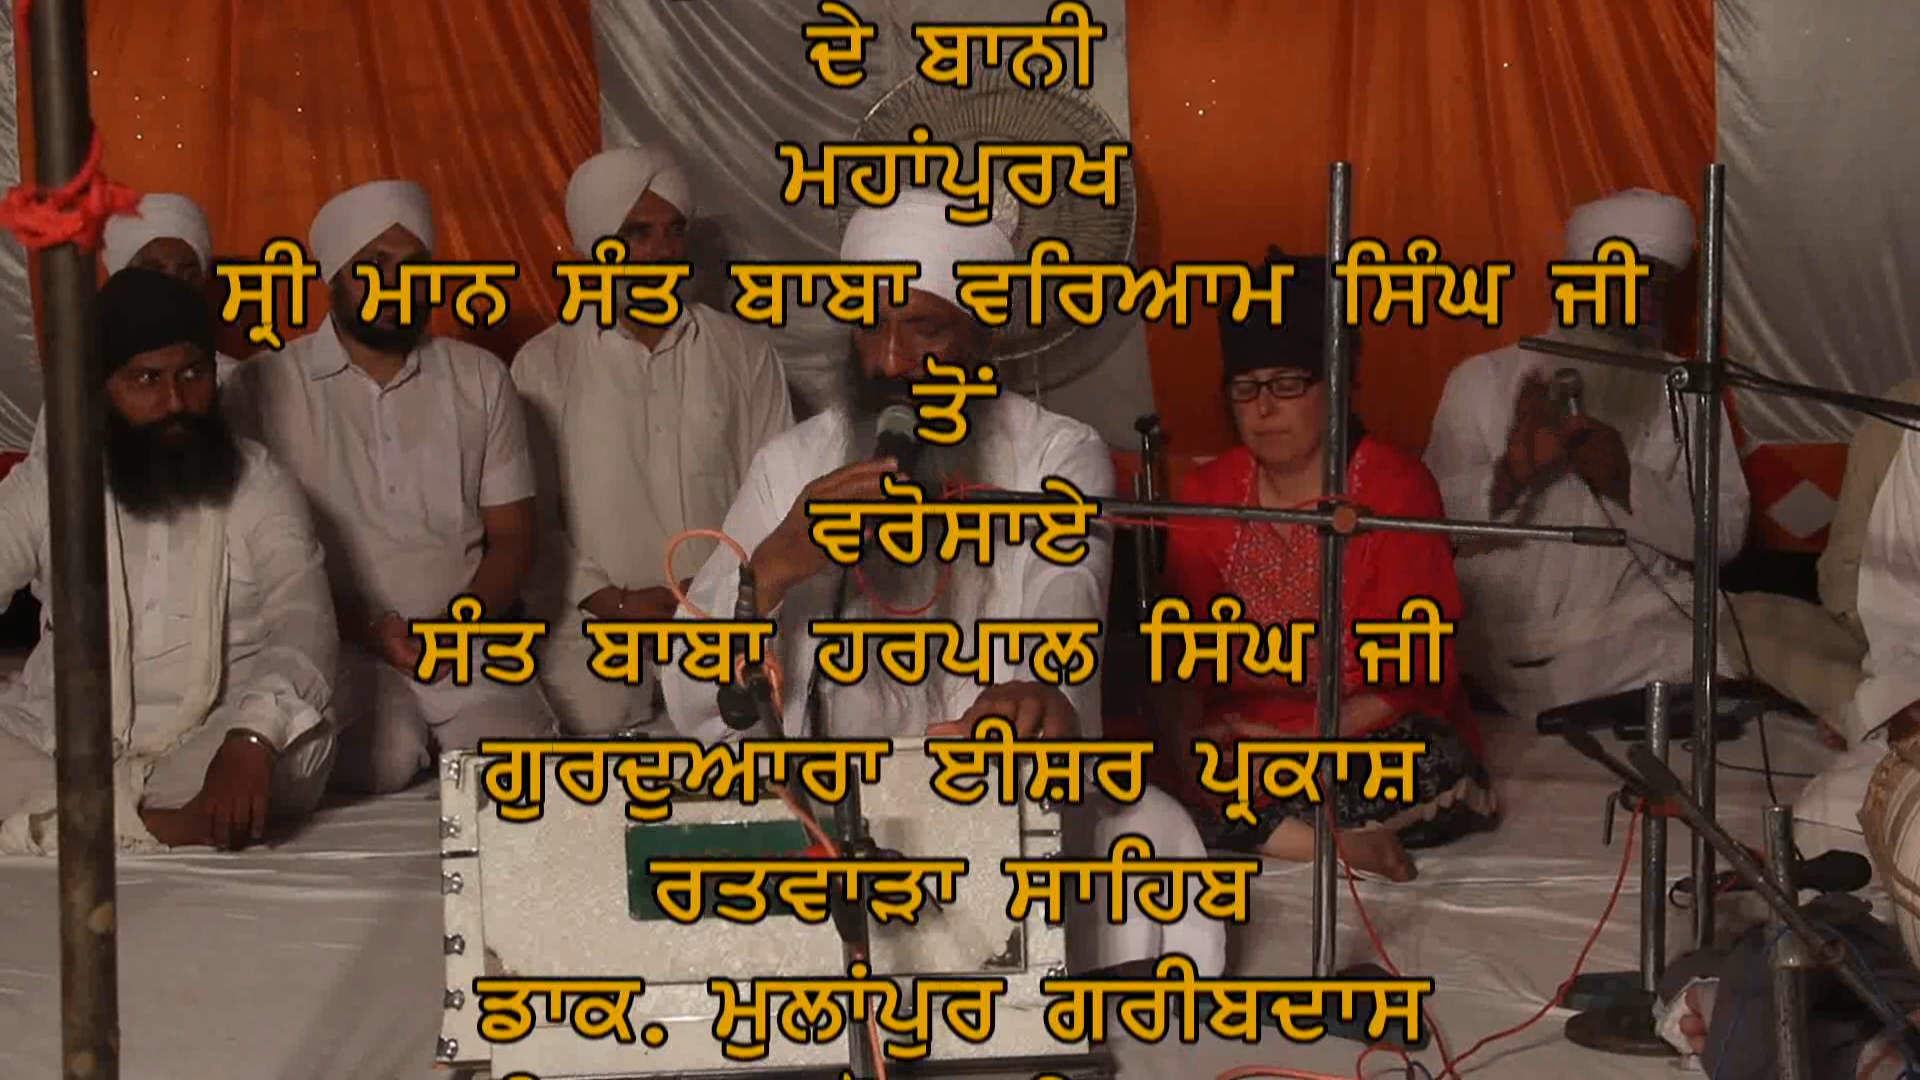 ਦੇ ਬਾਨੀ
ਮਹਾਂਪੁਰਖ
ਸ੍ਰੀ ਮਾਨ ਸੰਤ ਬਾਬਾ ਵਰਿਆਮ ਸਿੰਘ ਜੀ
ਤੋਂ
ਵਰੋਸਾਏ
ਸੰਤ ਬਾਬਾ ਹਰਪਾਲ ਸਿੰਘ ਜੀ
ਗੁਰਦੁਆਰਾ ਈਸ਼ਰ ਪ੍ਰਕਾਸ਼
ਰਤਵਾੜਾ ਸਾਹਿਬ
ਡਾਕ. ਮੁਲਾਂਪੁਰ ਗਰੀਬਦਾਸ